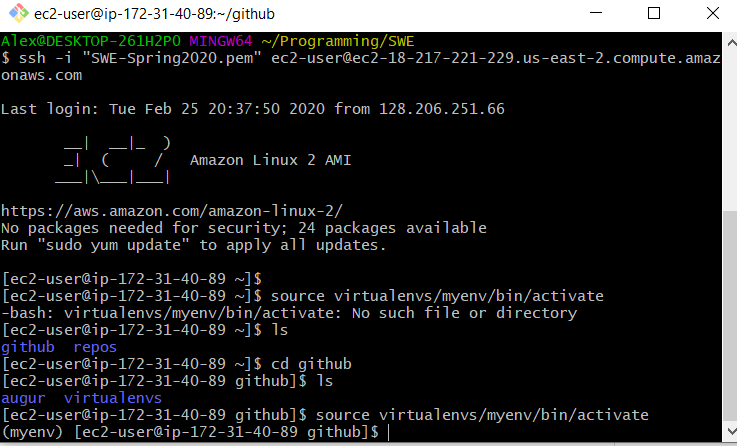 ec2-user@ip-172-31-40-89:~/github
Alex@DESKTOP-261H2PO MINGW64 ~/Programming/SWE
$ ssh -i "SWE-Spring2020.pem" ec2-user@ec2-18-217-221-229.us-east-2.compute.amaz
onaws.com
Last login: Tue Feb 25 20:37:50 2020 from 128.206.251.66
       __|  __|_  )
       _|  (     /   Amazon Linux 2 AMI
      ___|\___|___|
https://aws.amazon.com/amazon-linux-2/
No packages needed for security; 24 packages available
Run "sudo yum update" to apply all updates.
[ec2-user@ip-172-31-40-89 ~]$
[ec2-user@ip-172-31-40-89 ~]$ source virtualenvs/myenv/bin/activate
-bash: virtualenvs/myenv/bin/activate: No such file or directory
[ec2-user@ip-172-31-40-89 ~]$ ls
github  repos
[ec2-user@ip-172-31-40-89 ~]$ cd github
[ec2-user@ip-172-31-40-89 github]$ ls
augur  virtualenvs
[ec2-user@ip-172-31-40-89 github]$ source virtualenvs/myenv/bin/activate
(myenv) [ec2-user@ip-172-31-40-89 github]$